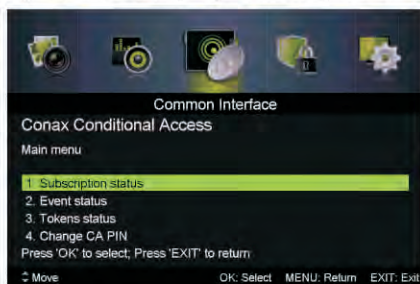 Common Interface
Conax Conditional Access
Main menu
1. Subscription status
2. Event status
3. Tokens status
4. Change CA PIN
Press 'OK' to select; Press 'EXIT' to return
Move OK: Select MENU: Return EXIT: Exit